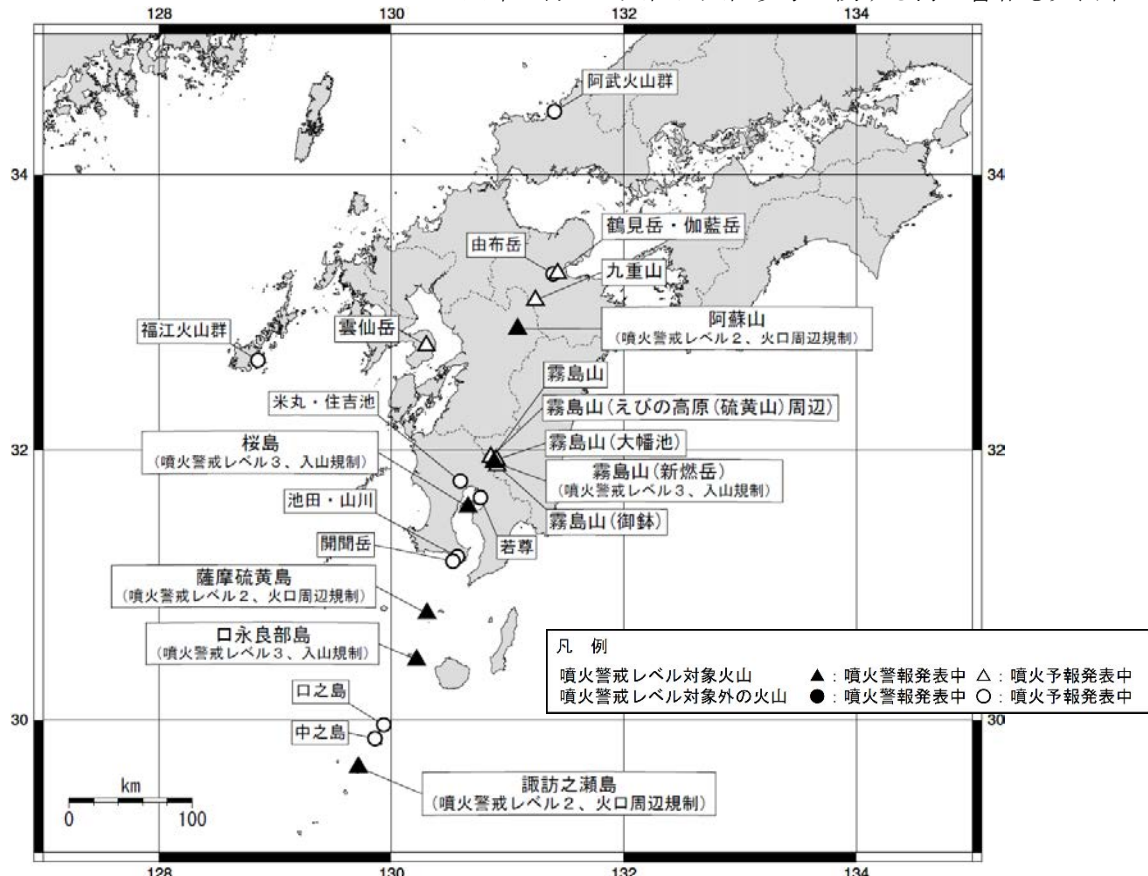 128
130
132
134
34
34
32
32
30
30
128
130
132
134
阿武火山群
鶴見岳・伽藍岳
由布岳
九重山
阿蘇山
(噴火警戒レベル2、火口周辺規制)
福江火山群
雲仙岳
霧島山
米丸・住吉池
霧島山(えびの高原(硫黄山)周辺)
桜島
(噴火警戒レベル3、入山規制)
霧島山(大幡池)
霧島山(新燃岳)
(噴火警戒レベル3、入山規制)
池田・山川
霧島山(御鉢)
開聞岳
若尊
薩摩硫黄島
(噴火警戒レベル2、火口周辺規制)
口永良部島
(噴火警戒レベル3、入山規制)
凡 例
噴火警戒レベル対象火山 ▲:噴火警報発表中 △:噴火予報発表中
噴火警戒レベル対象外の火山 ●:噴火警報発表中 ○:噴火予報発表中
口之島
中之島
諏訪之瀬島
(噴火警戒レベル2、火口周辺規制)
km
0 100